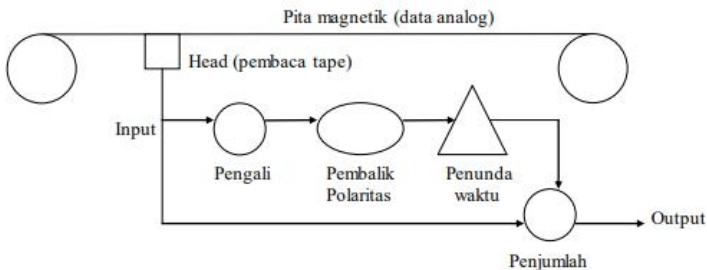 Pita magnetik (data analog)
Head (pembaca tape)
Input
Pengali
Pembalik
Polaritas
Penunda
waktu
Output
Penjumlah